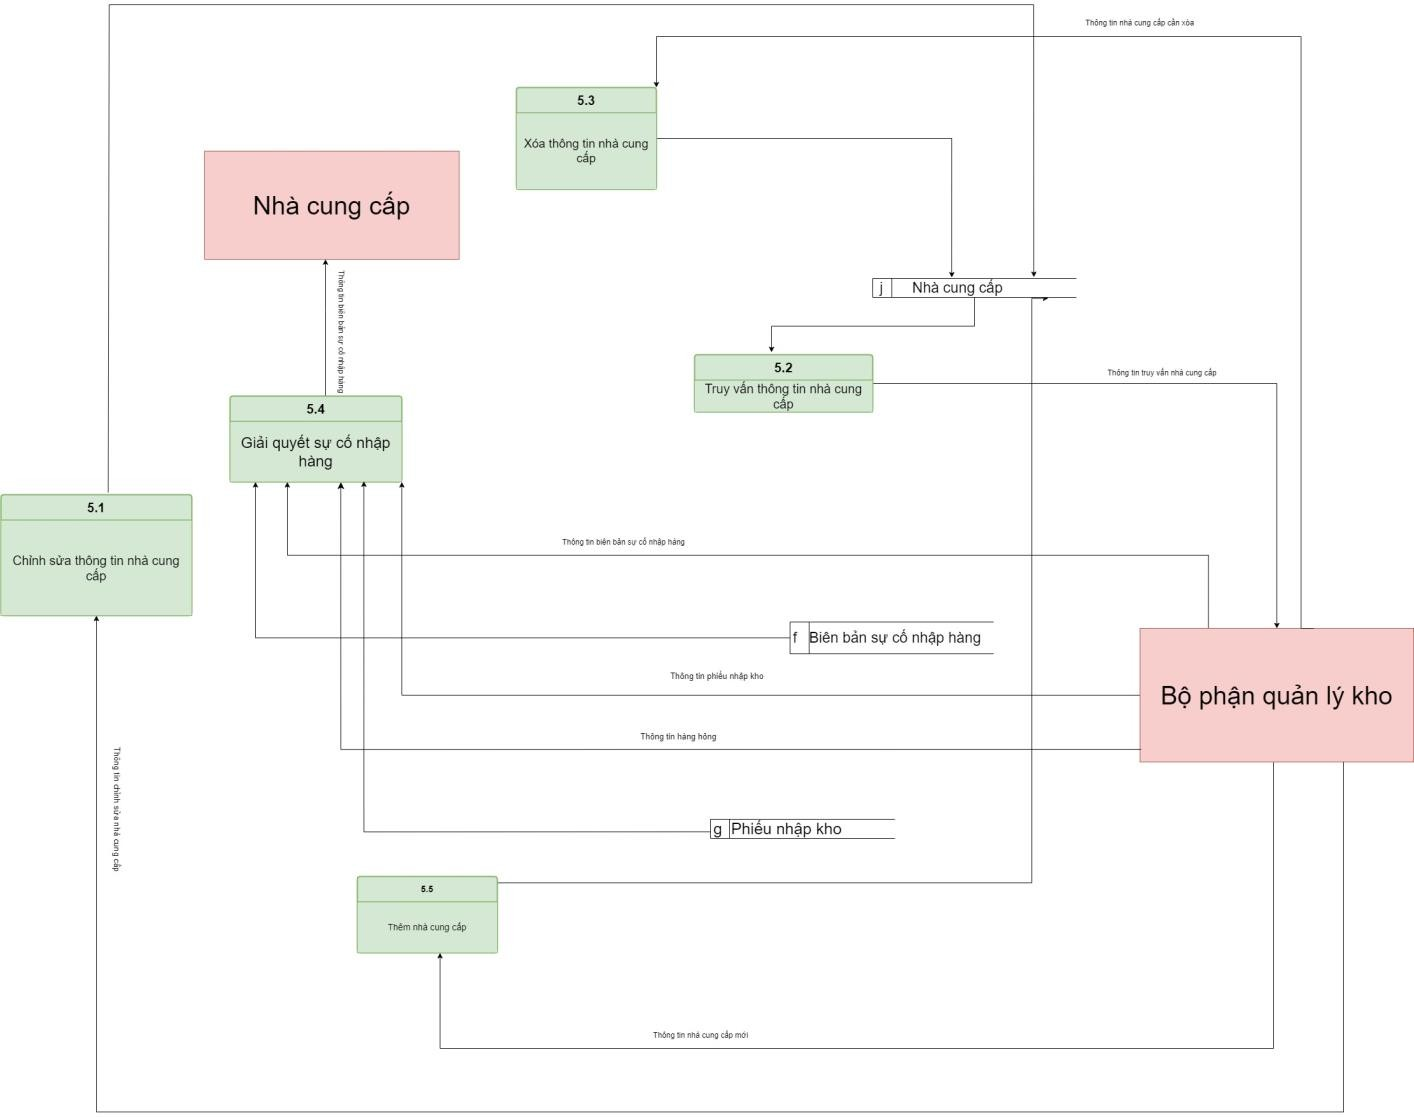 Thông tin nhà cung cấp cần xóa
5.3
Xóa thông tin nhà cung
cấp
Nhà cung cấp
Thông tin biên bản sự cố nhập hàng
j Nhà cung cấp
5.2
Truy vấn thông tin nhà cung
cấp
Thông tin truy vấn nhà cung cấp
5.4
Giải quyết sự cố nhập
hàng
5.1
Chỉnh sửa thông tin nhà cung
cấp
Thông tin biên bản sự cố nhập hàng
f Biên bản sự cố nhập hàng
Thông tin phiếu nhập kho
Bộ phận quản lý kho
Thông tin hàng hỏng
Thông tin chỉnh sửa nhà cung cấp
g Phiếu nhập kho
5.5
Thêm nhà cung cấp
Thông tin nhà cung cấp mới